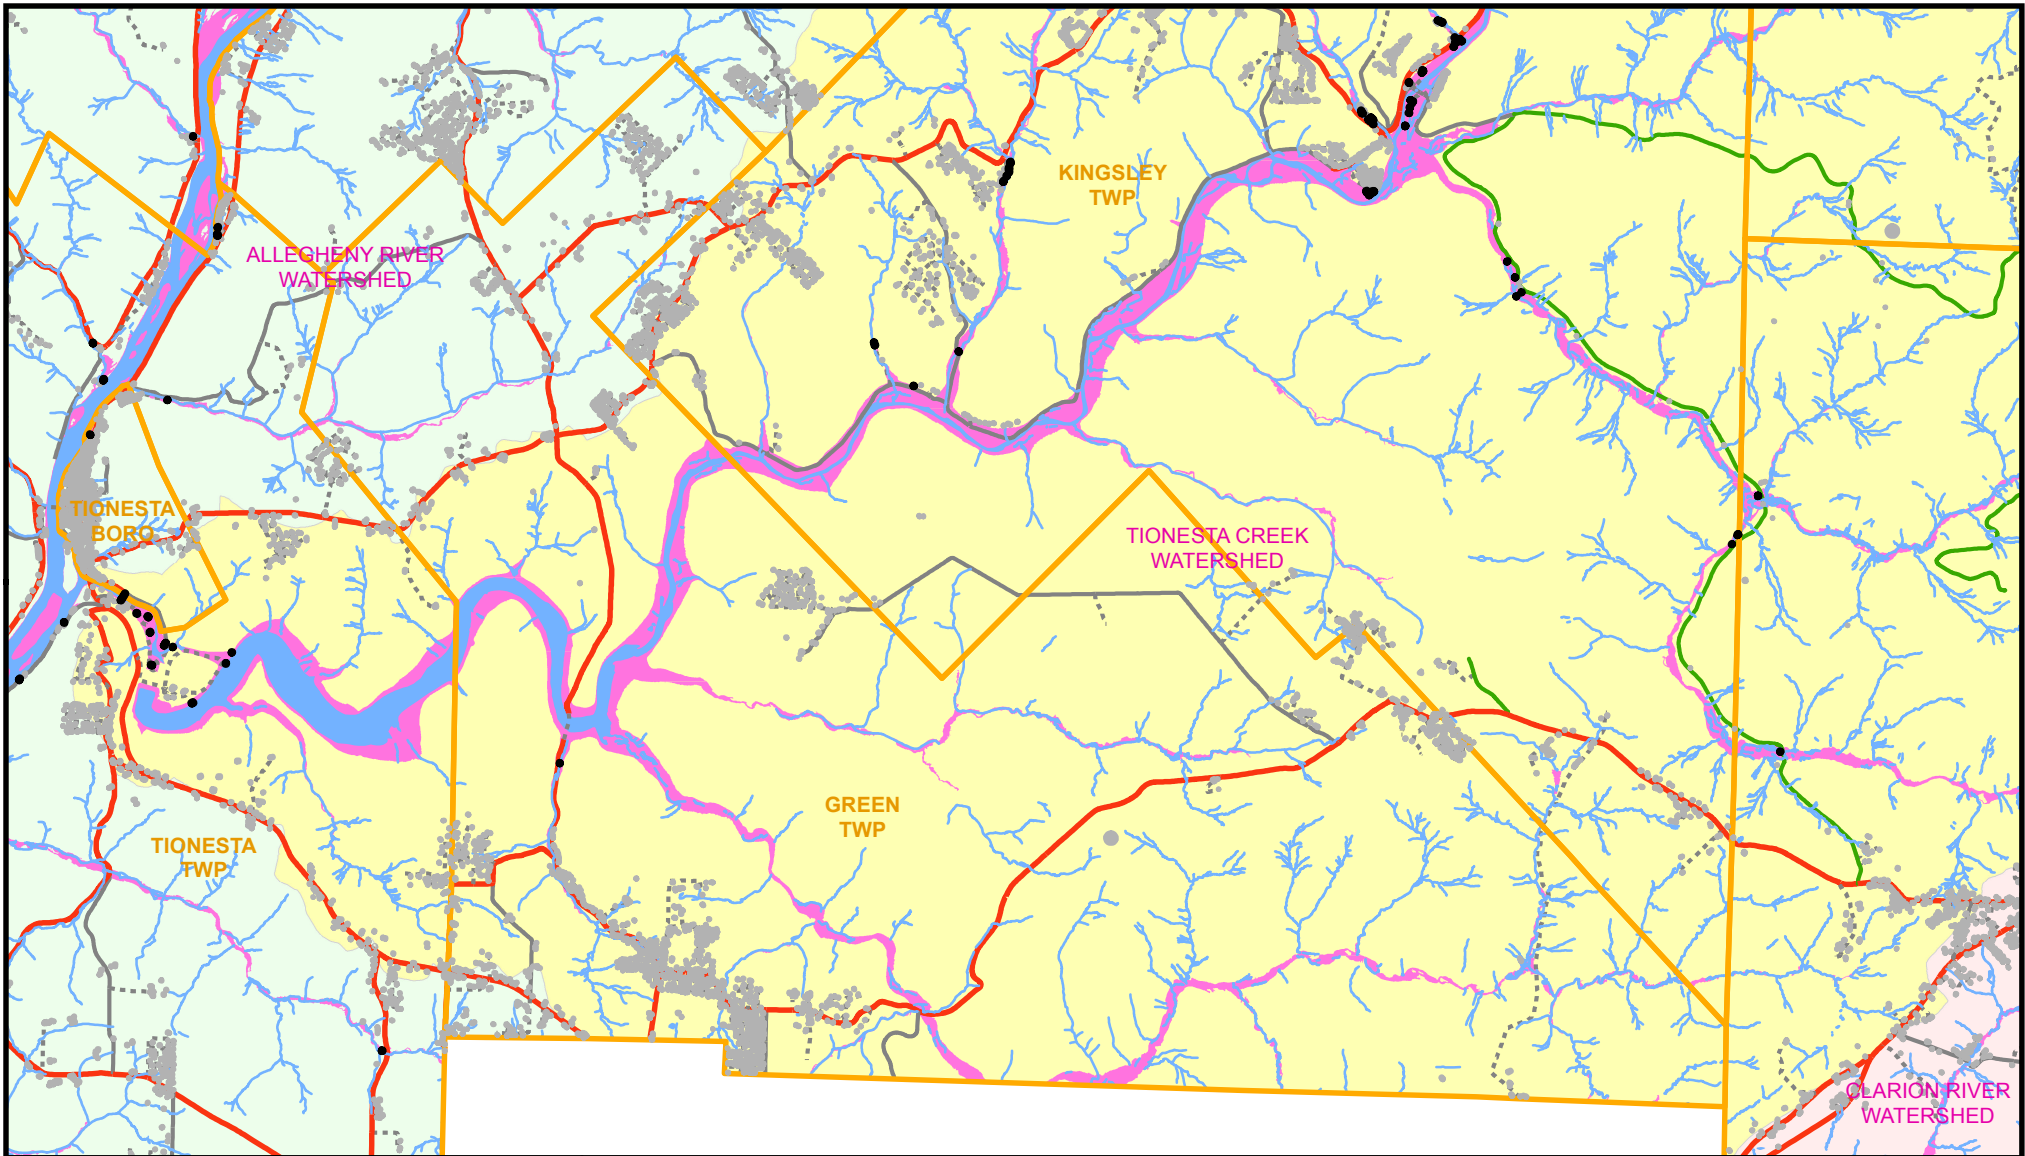 KINGSLEY
TWP
ALLEGHENY RIVER
WATERSHED
TIONESTA
BORO
TIONESTA CREEK
WATERSHED
GREEN
TWP
TIONESTA
TWP
CLARION RIVER
WATERSHED